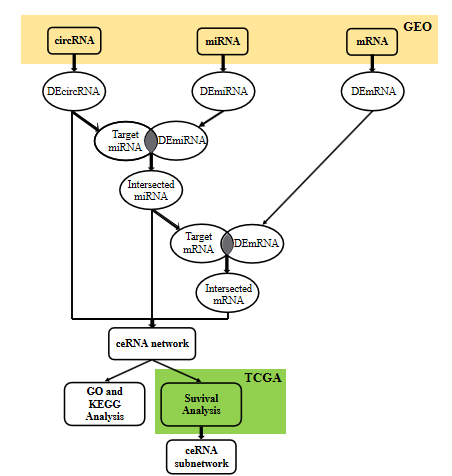 GEO
circRNA
miRNA
mRNA
DEcircRNA
DEmiRNA
DEmRNA
Target
miRNA
DEmiRNA
Intersected
miRNA
Target
mRNA
DEmRNA
Intersected
mRNA
ceRNA network
TCGA
GO and
KEGG
Analysis
Suvival
Analysis
ceRNA
subnetwork